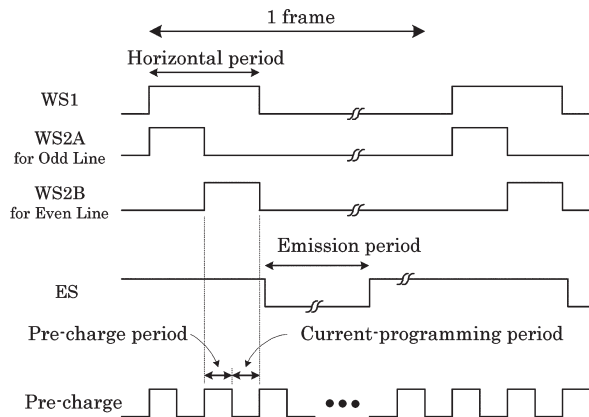 1 frame
Horizontal period
WS1
WS2A
for Odd Line
WS2B
for Even Line
Emission period
ES
Pre-charge period
Current-programming period
Pre-charge